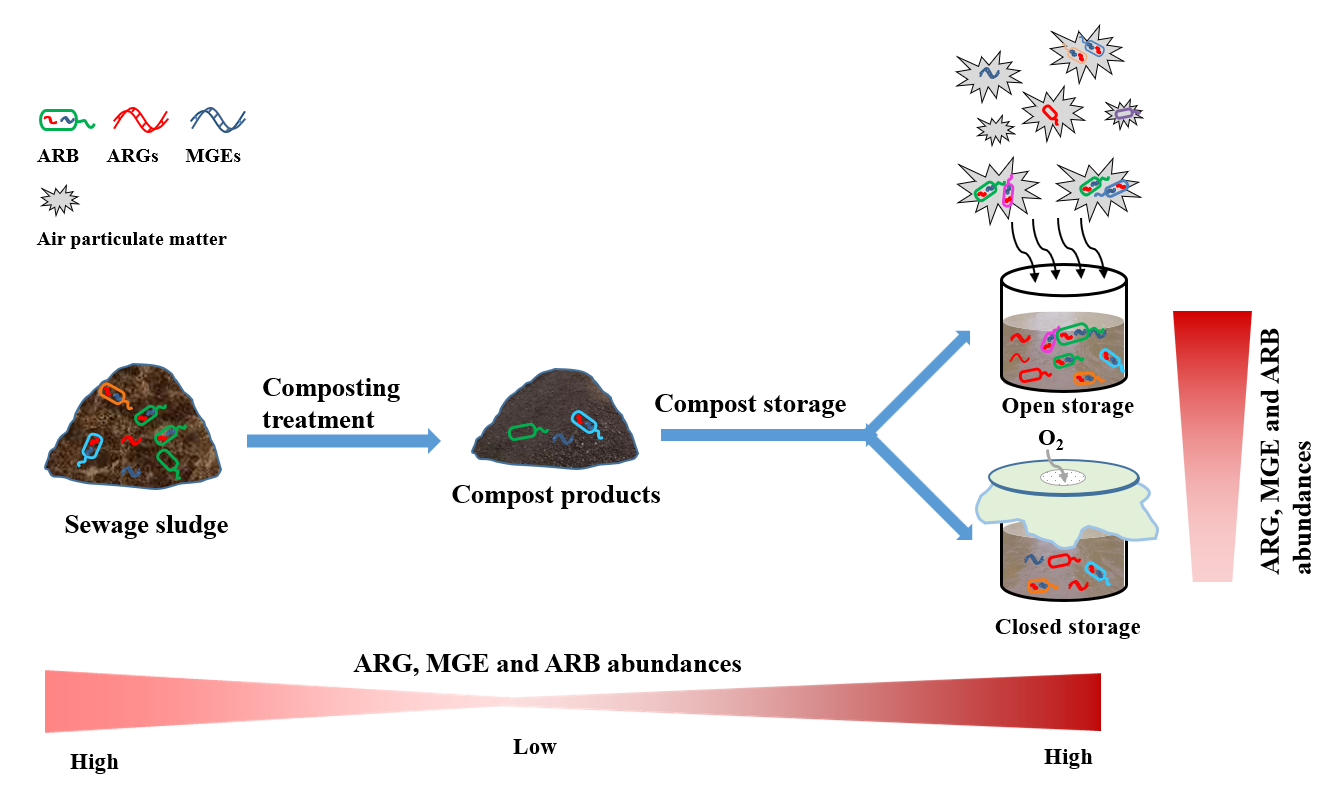 ARB ARGs MGEs
Air particulate matter
Composting
treatment
Sewage sludge
Compost products
Compost storage
Open storage
O₂
Closed storage
ARG, MGE and ARB
abundances
ARG, MGE and ARB abundances
High
Low
High